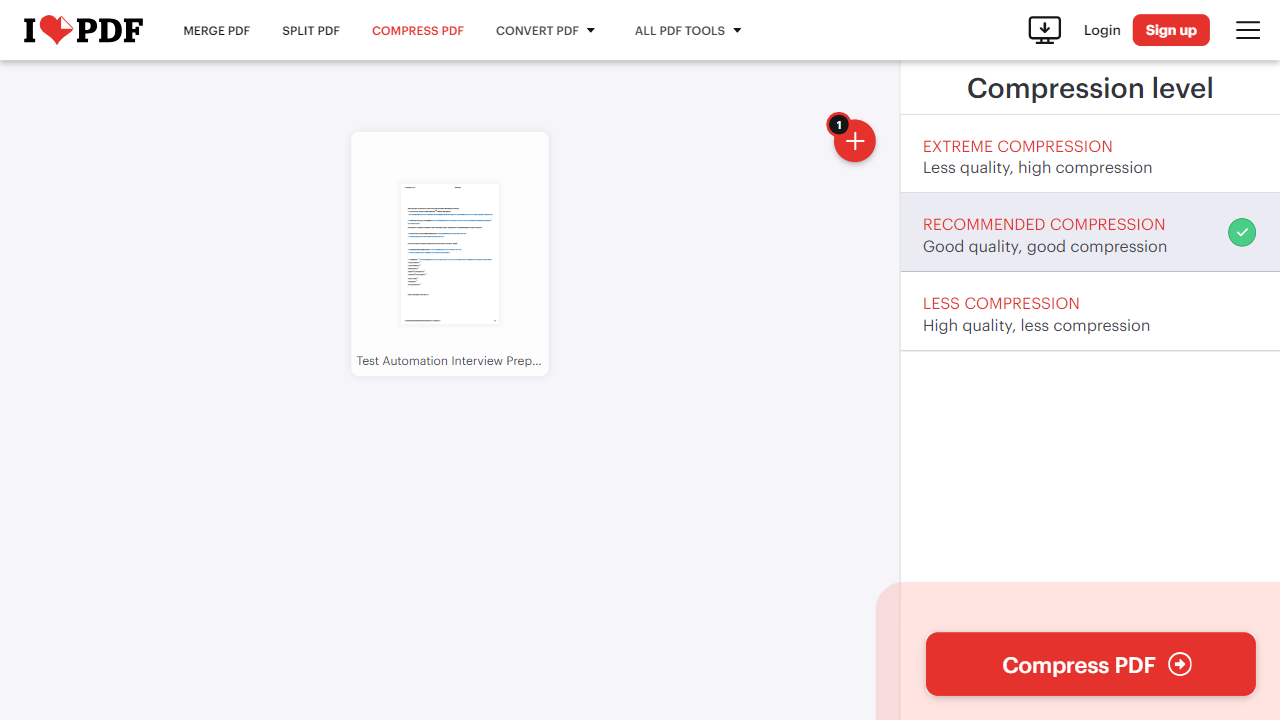 I PDF
MERGE PDF
SPLIT PDF
COMPRESS PDF
CONVERT PDF
ALL PDF TOOLS
Login
Sign up
1
Test Automation Interview Prep...
Compression level
EXTREME COMPRESSION
Less quality, high compression
RECOMMENDED COMPRESSION
Good quality, good compression
LESS COMPRESSION
High quality, less compression
Compress PDF